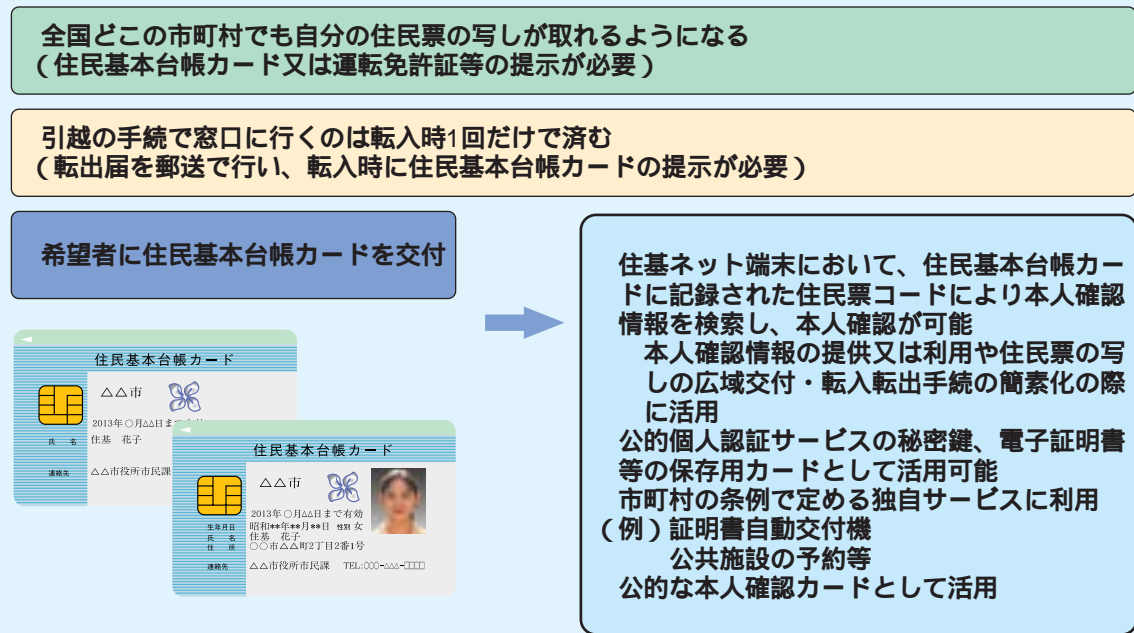 全国どこの市町村でも自分の住民票の写しが取れるようになる
（住民基本台帳カード又は運転免許証等の提示が必要）
引越の手続で窓口に行くのは転入時1回だけで済む
（転出届を郵送で行い、転入時に住民基本台帳カードの提示が必要）
希望者に住民基本台帳カードを交付
住民基本台帳カード
△△市
2013年○月△△日ま
氏 名 住基 花子
連絡先 △△市役所市民課
住民基本台帳カード
△△市
2013年○月△△日まで有効
生年月日 昭和**年**月**日 性別 女
氏 名 住基 花子
住 所 ○○市△△町2丁目2番1号
連絡先 △△市役所市民課 TEL:○○○-△△△-□□□□
住基ネット端末において、住民基本台帳カー
ドに記録された住民票コードにより本人確認
情報を検索し、本人確認が可能
本人確認情報の提供又は利用や住民票の写
しの広域交付・転入転出手続の簡素化の際
に活用
公的個人認証サービスの秘密鍵、電子証明書
等の保存用カードとして活用可能
市町村の条例で定める独自サービスに利用
（例）証明書自動交付機
公共施設の予約等
公的な本人確認カードとして活用